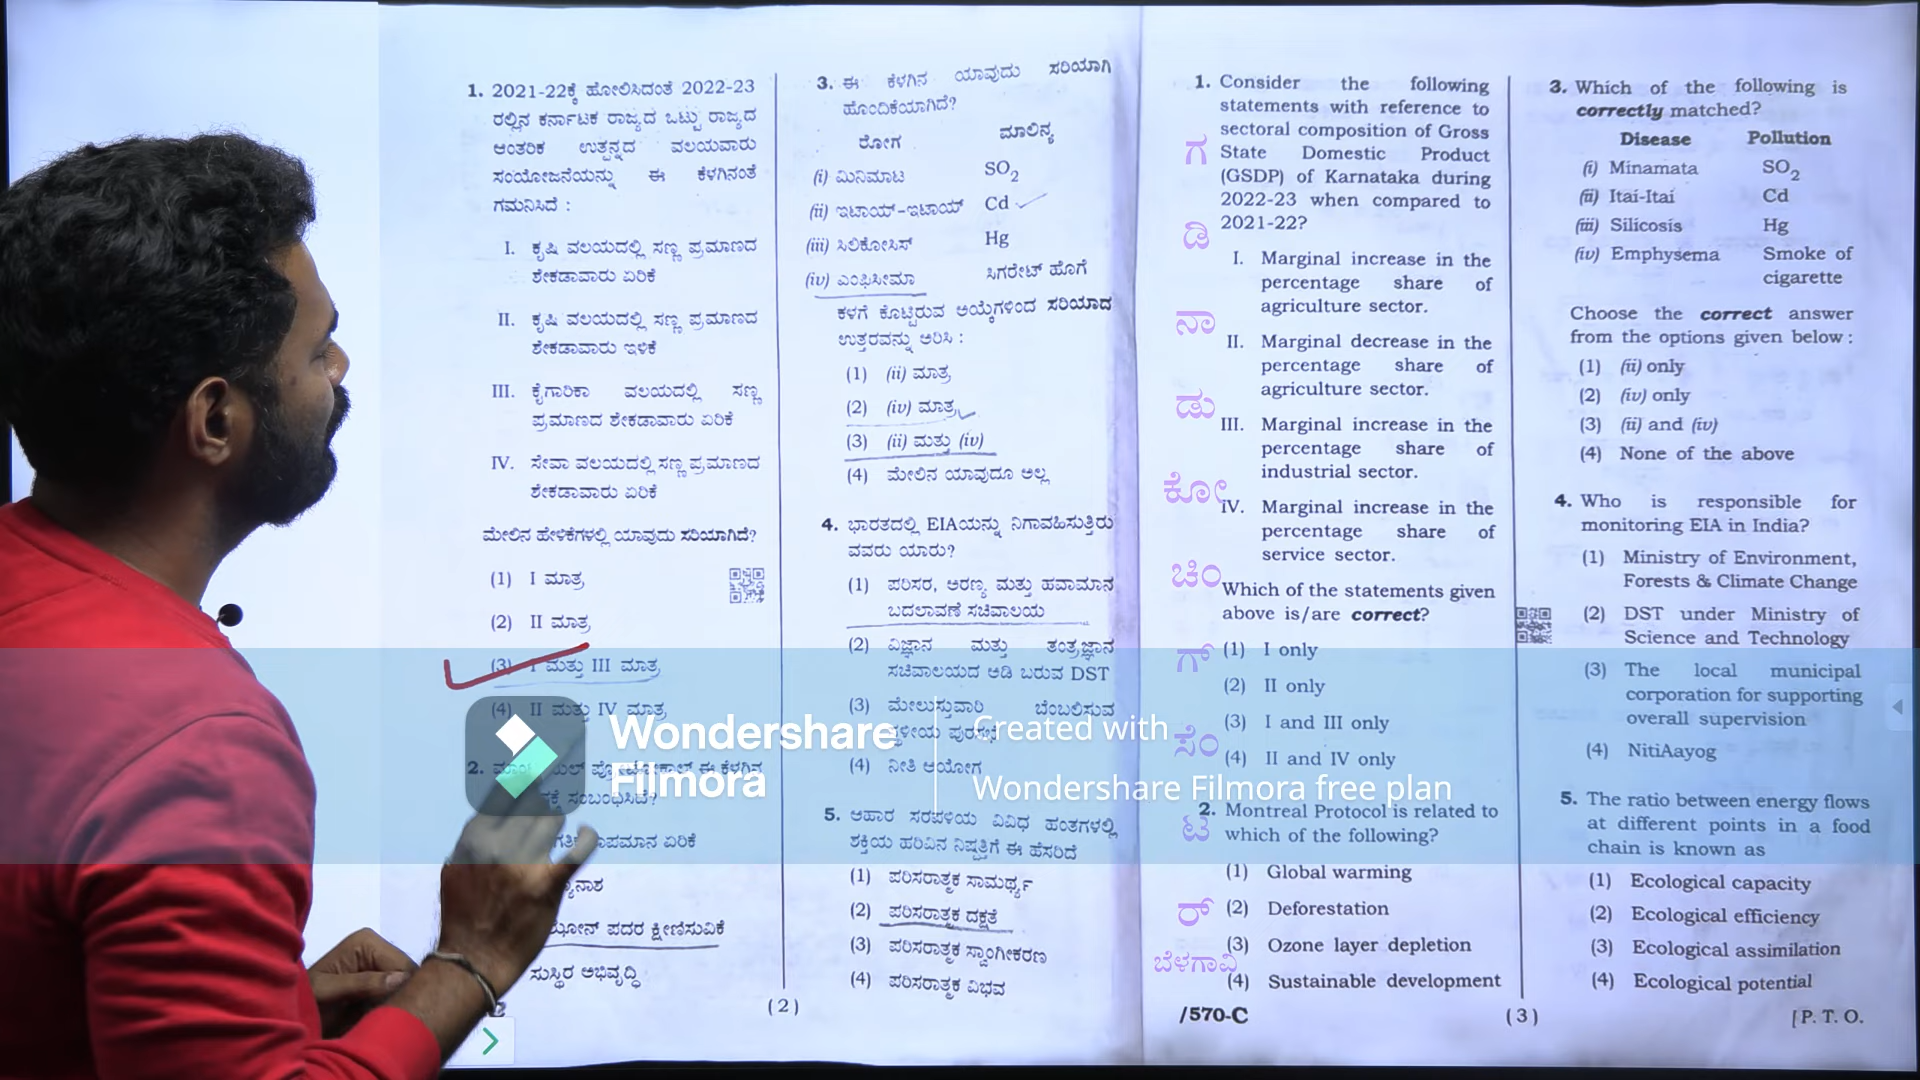 1. 2021-22ಕ್ಕೆ ಹೋಲಿಸಿದಂತೆ 2022-23
ರಲ್ಲಿನ ಕರ್ನಾಟಕ ರಾಜ್ಯದ ಒಟ್ಟು ರಾಜ್ಯದ
ಆಂತರಿಕ ಉತ್ಪನ್ನದ ವಲಯವಾರು
ಸಂಯೋಜನೆಯನ್ನು ಈ ಕೆಳಗಿನಂತೆ
ಗಮನಿಸಿದೆ :
I. ಕೃಷಿ ವಲಯದಲ್ಲಿ ಸಣ್ಣ ಪ್ರಮಾಣದ
ಶೇಕಡಾವಾರು ಏರಿಕೆ
II. ಕೃಷಿ ವಲಯದಲ್ಲಿ ಸಣ್ಣ ಪ್ರಮಾಣದ
ಶೇಕಡಾವಾರು ಇಳಿಕೆ
III. ಕೈಗಾರಿಕಾ ವಲಯದಲ್ಲಿ ಸಣ್ಣ
ಪ್ರಮಾಣದ ಶೇಕಡಾವಾರು ಏರಿಕೆ
IV. ಸೇವಾ ವಲಯದಲ್ಲಿ ಸಣ್ಣ ಪ್ರಮಾಣದ
ಶೇಕಡಾವಾರು ಏರಿಕೆ
ಮೇಲಿನ ಹೇಳಿಕೆಗಳಲ್ಲಿ ಯಾವುದು ಸರಿಯಾಗಿದೆ?
(1) I ಮಾತ್ರ
(2) II ಮಾತ್ರ
(3) I ಮತ್ತು III ಮಾತ್ರ
(4) II ಮತ್ತು IV ಮಾತ್ರ
2. ಪ್ರೋಟೋಕಾಲ್ ಈ ಕೆಳಗಿನ
ಸಂಬಂಧಿಸಿದೆ?
ಏರಿಕೆ
ಪದರ ಕ್ಷೀಣಿಸುವಿಕೆ
ಸುಸ್ಥಿರ ಅಭಿವೃದ್ಧಿ
3. ಈ ಕೆಳಗಿನ ಯಾವುದು ಸರಿಯಾಗಿ
ಹೊಂದಿಕೆಯಾಗಿದೆ?
ರೋಗ ಮಾಲಿನ್ಯ
(i) ಮಿನಿಮಾಟ SO2
(ii) ಇಟಾಯ್-ಇಟಾಯ್ Cd
(iii) ಸಿಲಿಕೋಸಿಸ್ Hg
(iv) ಎಂಫಿಸೀಮಾ ಸಿಗರೇಟ್ ಹೊಗೆ
ಕೆಳಗೆ ಕೊಟ್ಟಿರುವ ಆಯ್ಕೆಗಳಿಂದ ಸರಿಯಾದ
ಉತ್ತರವನ್ನು ಆರಿಸಿ :
(1) (ii) ಮಾತ್ರ
(2) (iv) ಮಾತ್ರ
(3) (ii) ಮತ್ತು (iv)
(4) ಮೇಲಿನ ಯಾವುದೂ ಅಲ್ಲ
4. ಭಾರತದಲ್ಲಿ EIAಯನ್ನು ನಿಗಾವಹಿಸುತ್ತಿರು
ವವರು ಯಾರು?
(1) ಪರಿಸರ, ಅರಣ್ಯ ಮತ್ತು ಹವಾಮಾನ
ಬದಲಾವಣೆ ಸಚಿವಾಲಯ
(2) ವಿಜ್ಞಾನ ಮತ್ತು ತಂತ್ರಜ್ಞಾನ
ಸಚಿವಾಲಯದ ಅಡಿ ಬರುವ DST
(3) ಮೇಲುಸ್ತುವಾರಿ ಬೆಂಬಲಿಸುವ
ಸ್ಥಳೀಯ ಪುರಸಭೆ
(4) ನೀತಿ ಆಯೋಗ
5. ಆಹಾರ ಸರಪಳಿಯ ವಿವಿಧ ಹಂತಗಳಲ್ಲಿ
ಶಕ್ತಿಯ ಹರಿವಿನ ನಿಷ್ಪತ್ತಿಗೆ ಈ ಹೆಸರಿದೆ
(1) ಪರಿಸರಾತ್ಮಕ ಸಾಮರ್ಥ್ಯ
(2) ಪರಿಸರಾತ್ಮಕ ದಕ್ಷತೆ
(3) ಪರಿಸರಾತ್ಮಕ ಸ್ವಾಂಗೀಕರಣ
(4) ಪರಿಸರಾತ್ಮಕ ವಿಭವ
(2)
ಗ
ಡಿ
ನಾ
ಡು
ಕೋ
ಚಿಂ
ಗ್
ಸೆಂ
ಟ
ರ್
ಬೆಳಗಾವಿ
1. Consider the following
statements with reference to
sectoral composition of Gross
State Domestic Product
(GSDP) of Karnataka during
2022-23 when compared to
2021-22?
I. Marginal increase in the
percentage share of
agriculture sector.
II. Marginal decrease in the
percentage share of
agriculture sector.
III. Marginal increase in the
percentage share of
industrial sector.
IV. Marginal increase in the
percentage share of
service sector.
Which of the statements given
above is/are correct?
(1) I only
(2) II only
(3) I and III only
(4) II and IV only
2. Montreal Protocol is related to
which of the following?
(1) Global warming
(2) Deforestation
(3) Ozone layer depletion
(4) Sustainable development
/570-C
3. Which of the following is
correctly matched?
Disease Pollution
(i) Minamata SO2
(ii) Itai-Itai Cd
(iii) Silicosis Hg
(iv) Emphysema Smoke of
cigarette
Choose the correct answer
from the options given below :
(1) (ii) only
(2) (iv) only
(3) (ii) and (iv)
(4) None of the above
4. Who is responsible for
monitoring EIA in India?
(1) Ministry of Environment,
Forests & Climate Change
(2) DST under Ministry of
Science and Technology
(3) The local municipal
corporation for supporting
overall supervision
(4) NitiAayog
5. The ratio between energy flows
at different points in a food
chain is known as
(1) Ecological capacity
(2) Ecological efficiency
(3) Ecological assimilation
(4) Ecological potential
(3)
[P. T. O.
Wondershare
Filmora
Created with
Wondershare Filmora free plan